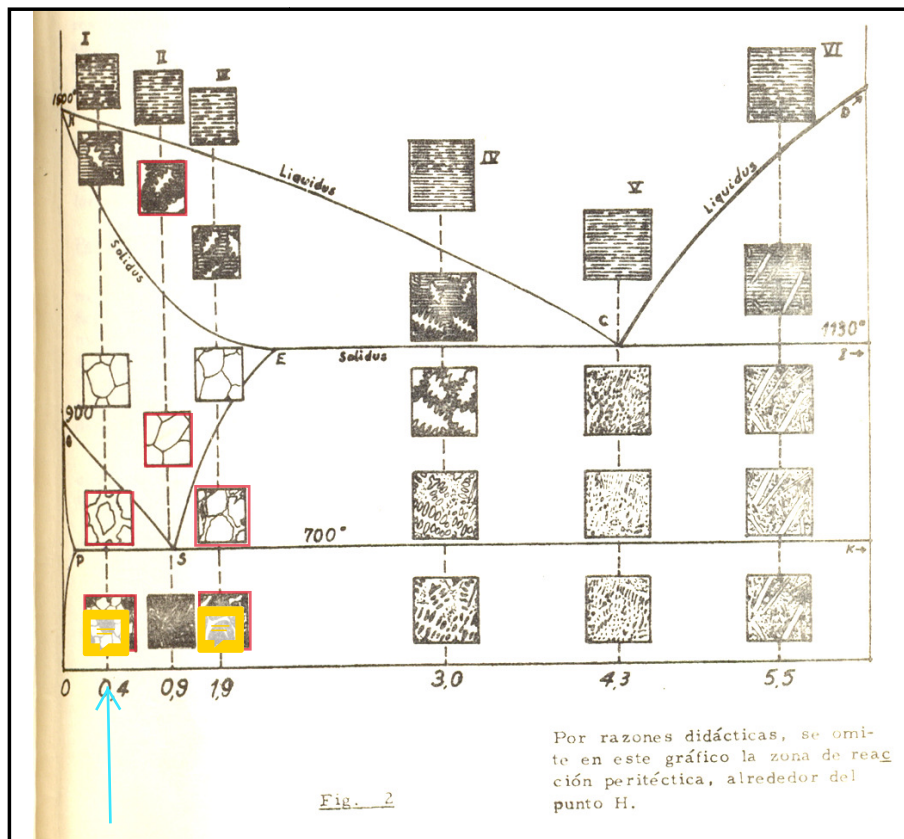 I
II
III
IV
V
VI
1500°
A
D
Liquidus
Liquidus
Solidus
C
1130°
E
Solidus
I→
900
G
700°
P
S
K→
0
0,4
0,9
1,9
3,0
4,3
5,5
Por razones didácticas, se omi-
te en este gráfico la zona de reac
ción peritéctica, alrededor del
punto H.
Fig. 2